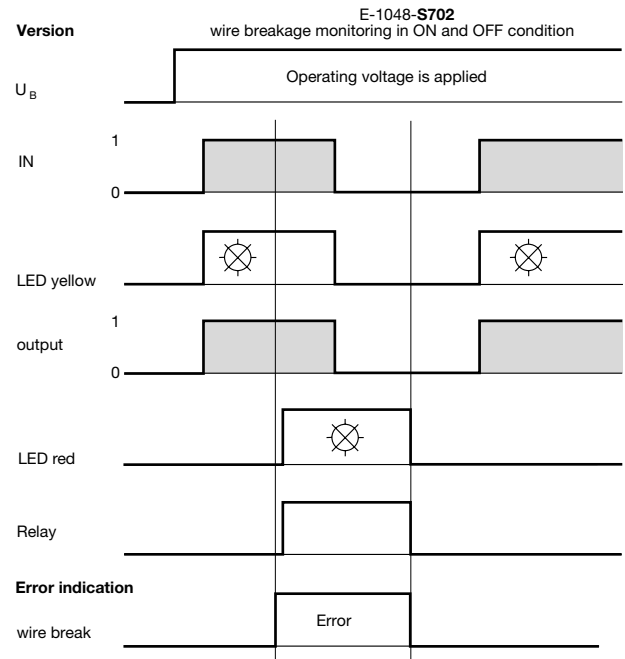 E-1048-S702
Version wire breakage monitoring in ON and OFF condition
Operating voltage is applied
U B
1
IN
0
LED yellow
1
output
0
LED red
Relay
Error indication
Error
wire break